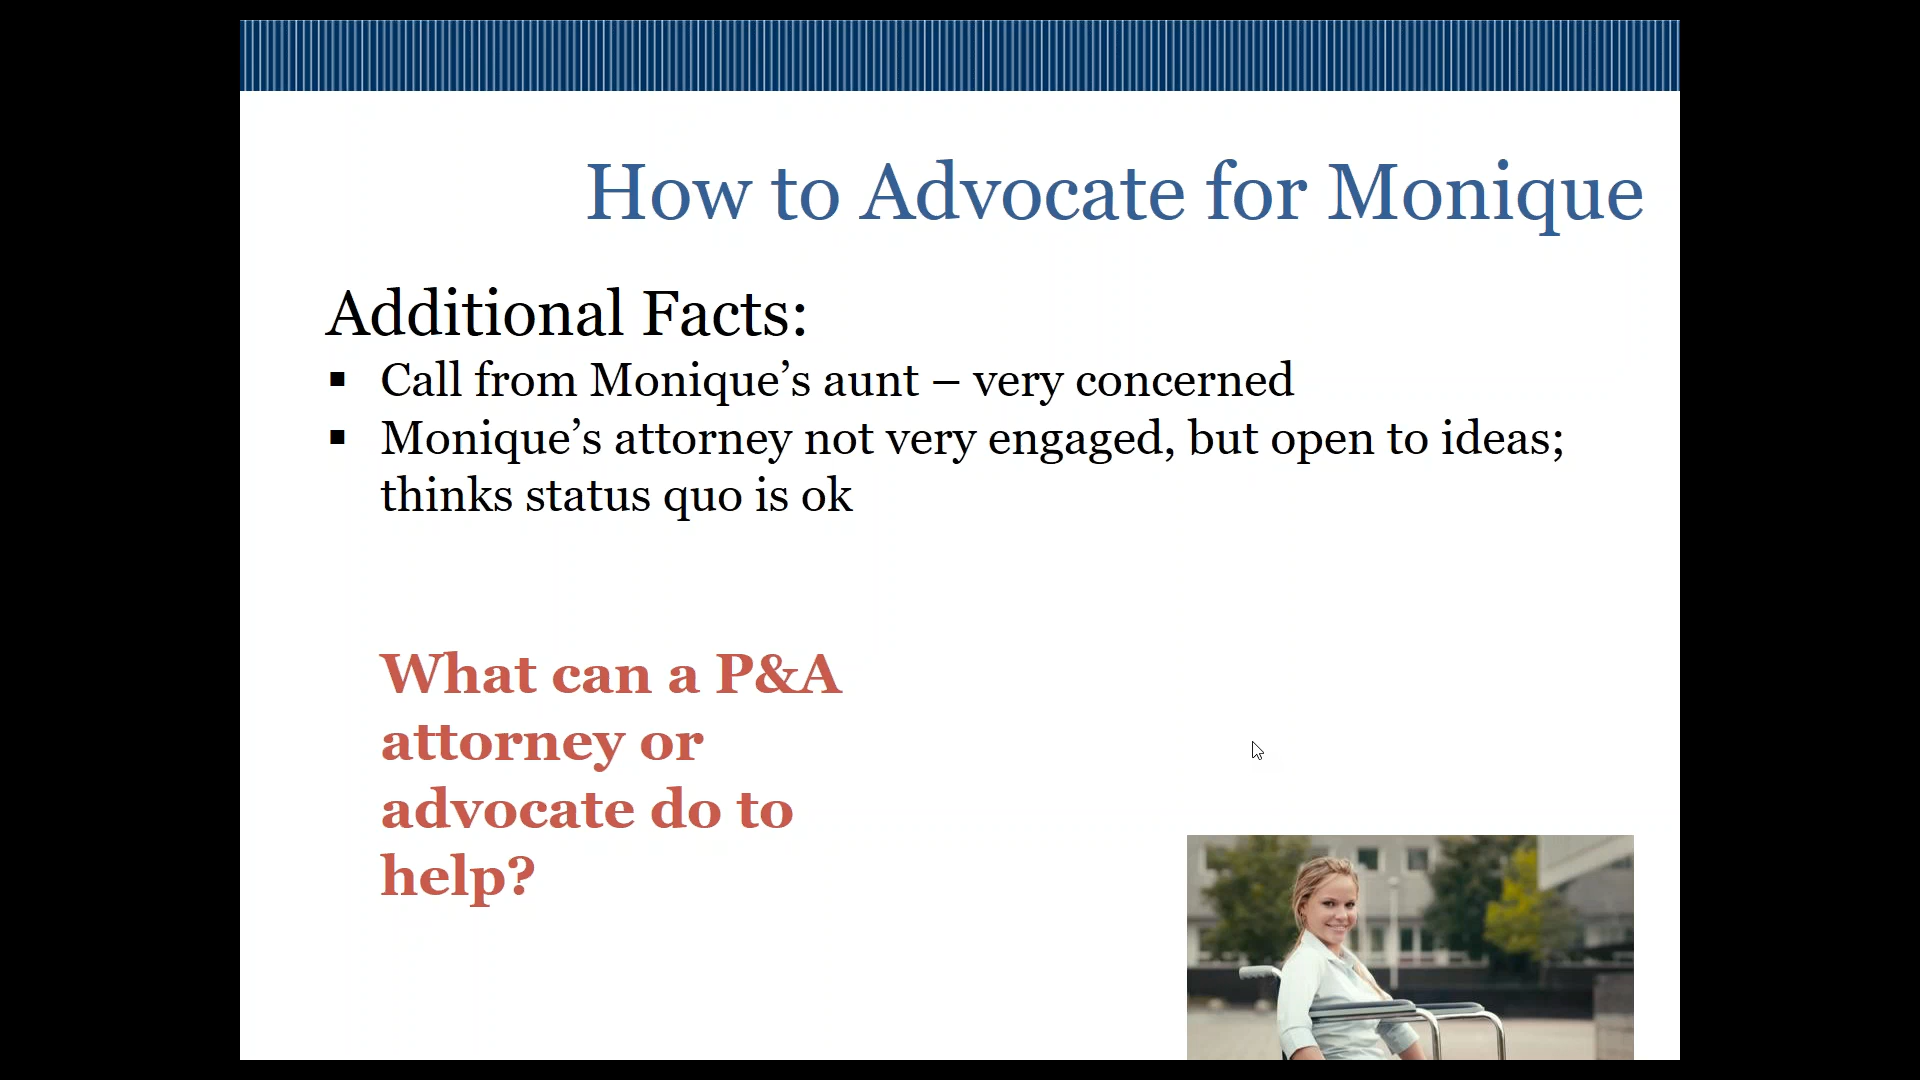 How to Advocate for Monique
Additional Facts:
▪ Call from Monique’s aunt – very concerned
▪ Monique’s attorney not very engaged, but open to ideas;
thinks status quo is ok
What can a P&A
attorney or
advocate do to
help?